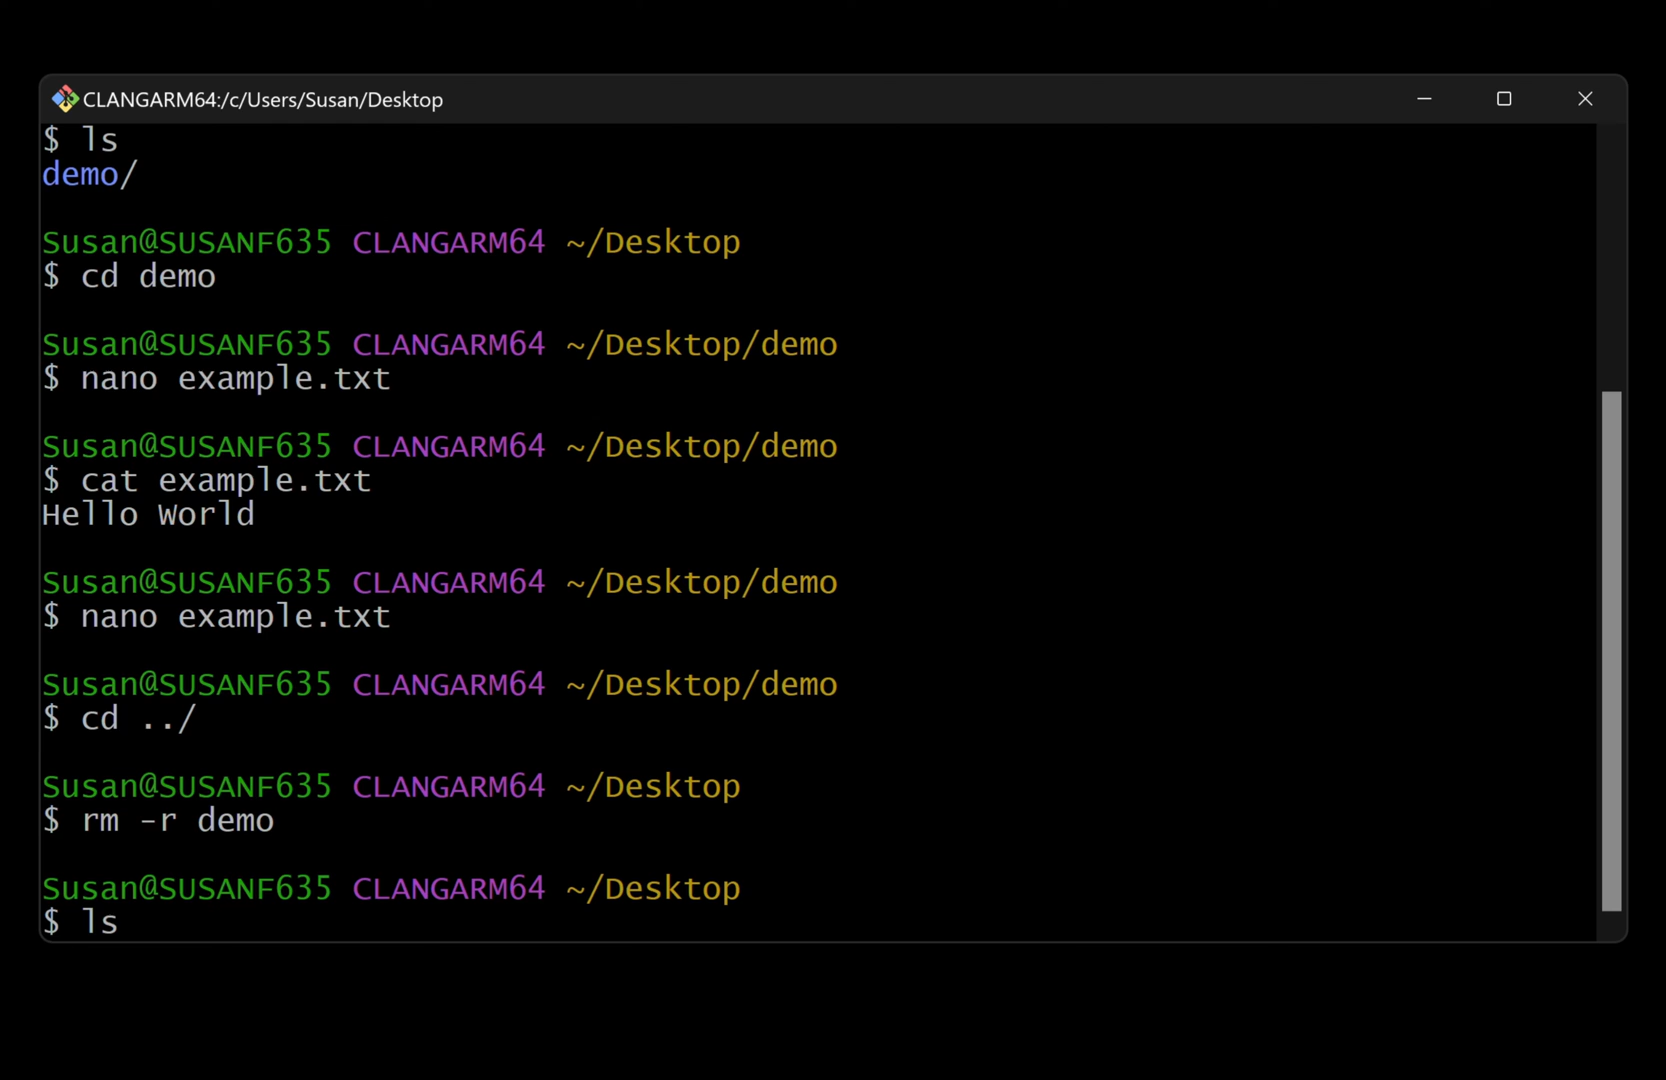 CLANGARM64:/c/Users/Susan/Desktop
$ ls
demo/
Susan@SUSANF635 CLANGARM64 ~/Desktop
$ cd demo
Susan@SUSANF635 CLANGARM64 ~/Desktop/demo
$ nano example.txt
Susan@SUSANF635 CLANGARM64 ~/Desktop/demo
$ cat example.txt
Hello World
Susan@SUSANF635 CLANGARM64 ~/Desktop/demo
$ nano example.txt
Susan@SUSANF635 CLANGARM64 ~/Desktop/demo
$ cd ../
Susan@SUSANF635 CLANGARM64 ~/Desktop
$ rm -r demo
Susan@SUSANF635 CLANGARM64 ~/Desktop
$ ls